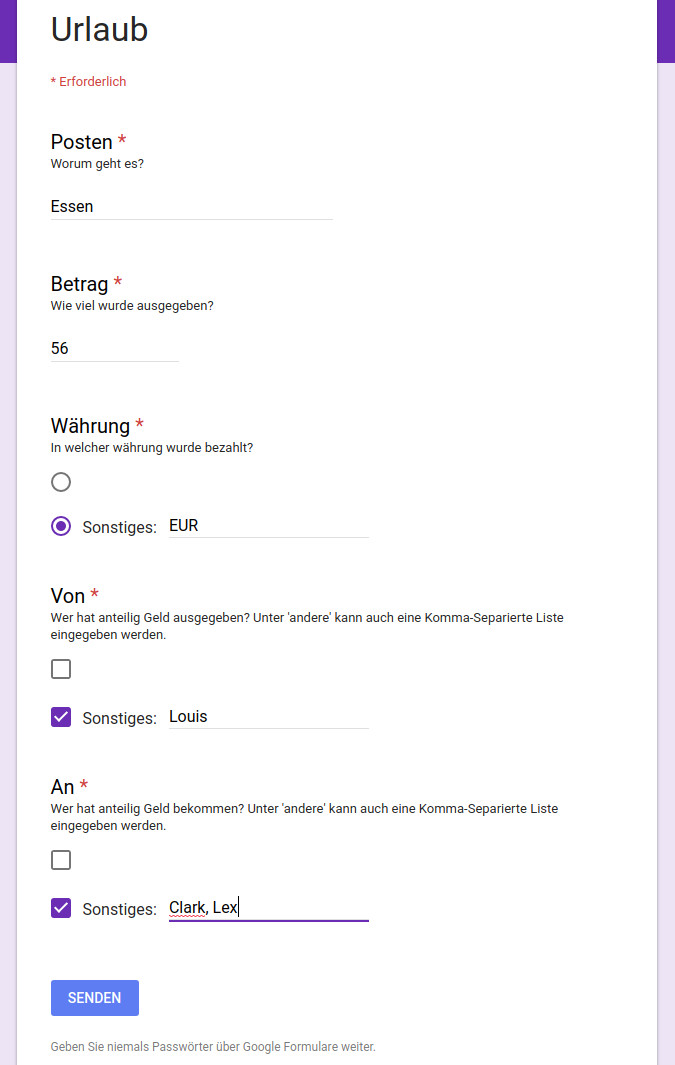 Urlaub
* Erforderlich
Posten *
Worum geht es?
Essen
Betrag *
Wie viel wurde ausgegeben?
56
Währung *
In welcher währung wurde bezahlt?
Sonstiges: EUR
Von *
Wer hat anteilig Geld ausgegeben? Unter 'andere' kann auch eine Komma-Separierte Liste
eingegeben werden.
Sonstiges: Louis
An *
Wer hat anteilig Geld bekommen? Unter 'andere' kann auch eine Komma-Separierte Liste
eingegeben werden.
Sonstiges: Clark, Lex
SENDEN
Geben Sie niemals Passwörter über Google Formulare weiter.